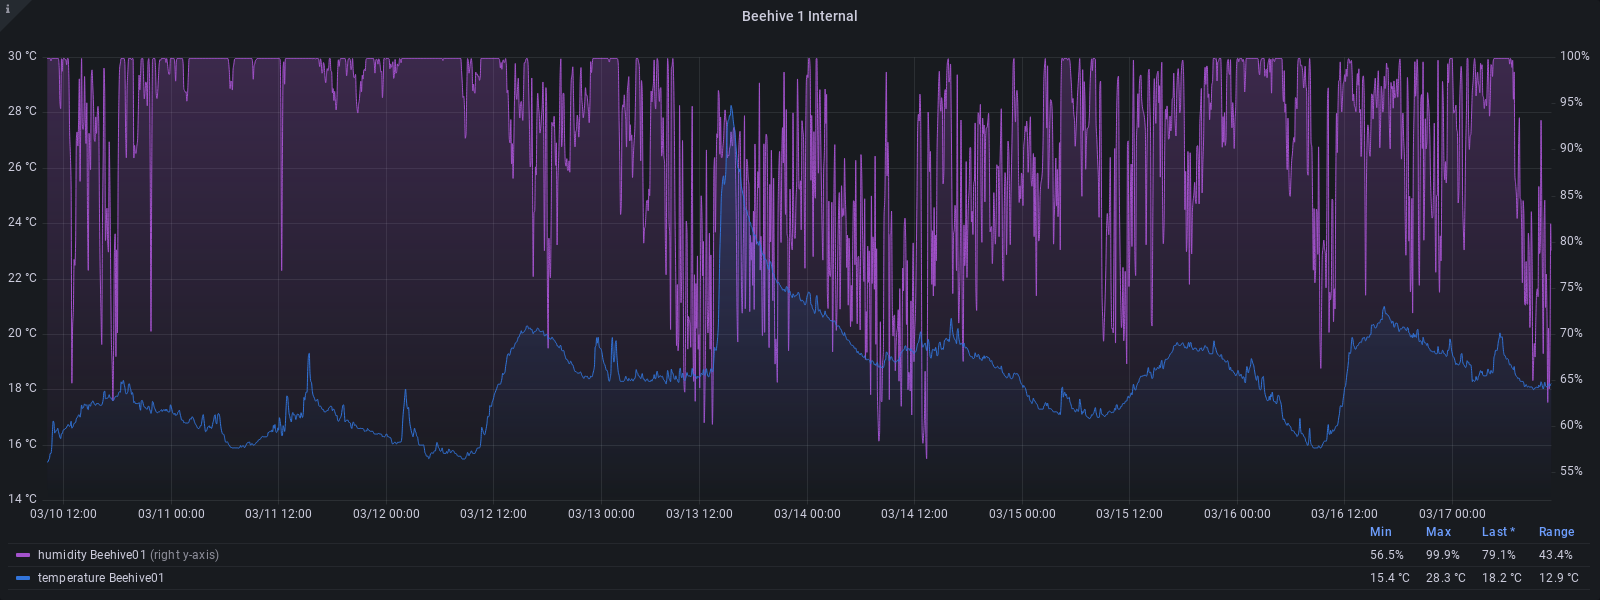 i
Beehive 1 Internal
30 °C 100%
28 °C 95%
26 °C 90%
24 °C 85%
22 °C 80%
20 °C 75%
18 °C 70%
16 °C 65%
14 °C 60%
55%
03/10 12:00 03/11 00:00 03/11 12:00 03/12 00:00 03/12 12:00 03/13 00:00 03/13 12:00 03/14 00:00 03/14 12:00 03/15 00:00 03/15 12:00 03/16 00:00 03/16 12:00 03/17 00:00
Min Max Last * Range
humidity Beehive01 (right y-axis) 56.5% 99.9% 79.1% 43.4%
temperature Beehive01 15.4 °C 28.3 °C 18.2 °C 12.9 °C